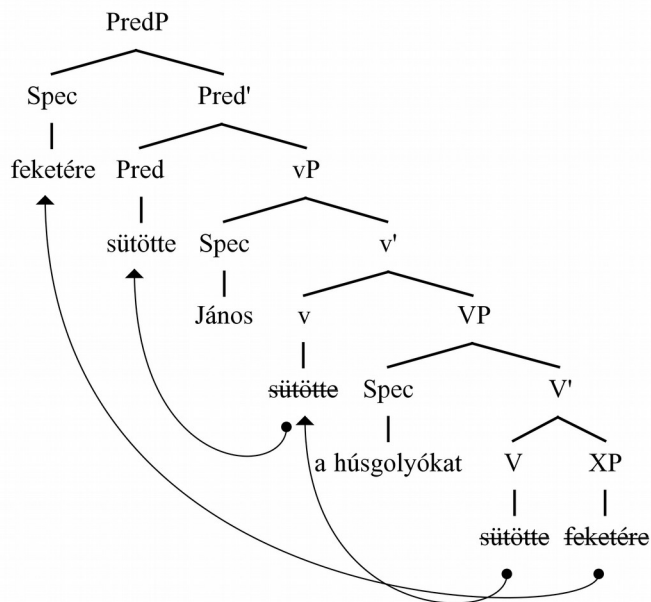 PredP
Spec Pred'
feketére Pred vP
sütötte Spec v'
János v VP
sütötte Spec V'
a húsgolyókat V XP
sütötte feketére